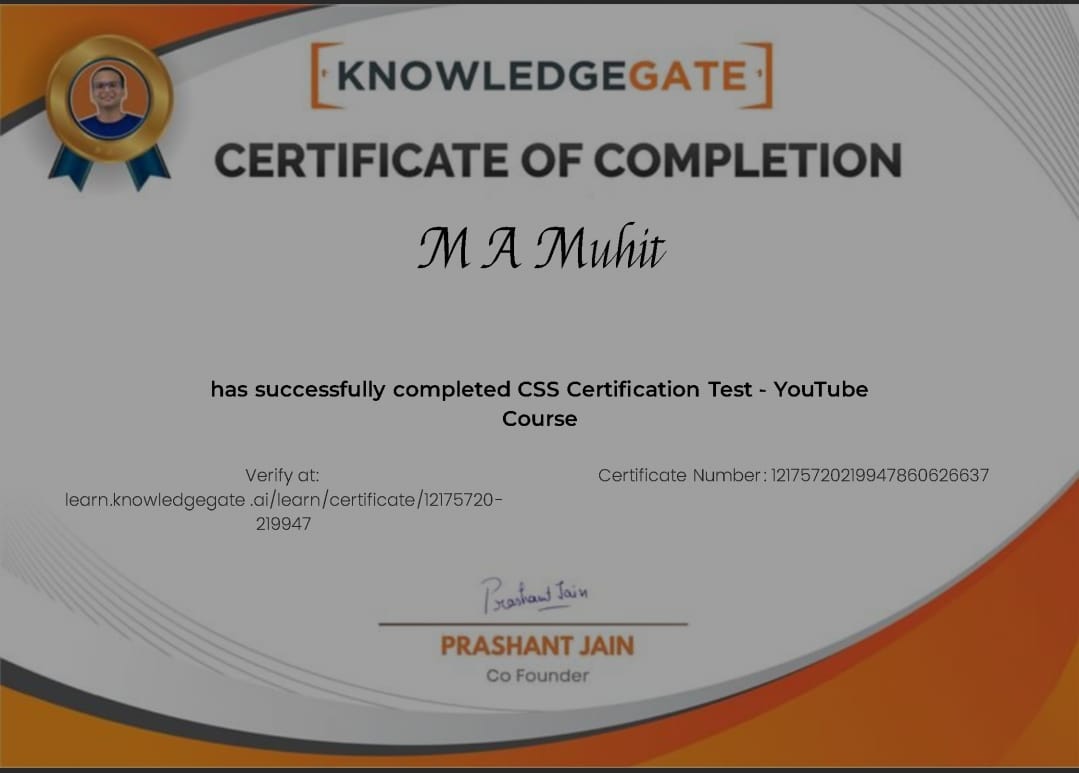 KNOWLEDGEGATE
CERTIFICATE OF COMPLETION
M A Muhit
has successfully completed CSS Certification Test - YouTube
Course
Verify at:
learn.knowledgegate .ai/learn/certificate/12175720-
219947
Certificate Number : 12175720219947860626637
Prashant Jain
PRASHANT JAIN
Co Founder